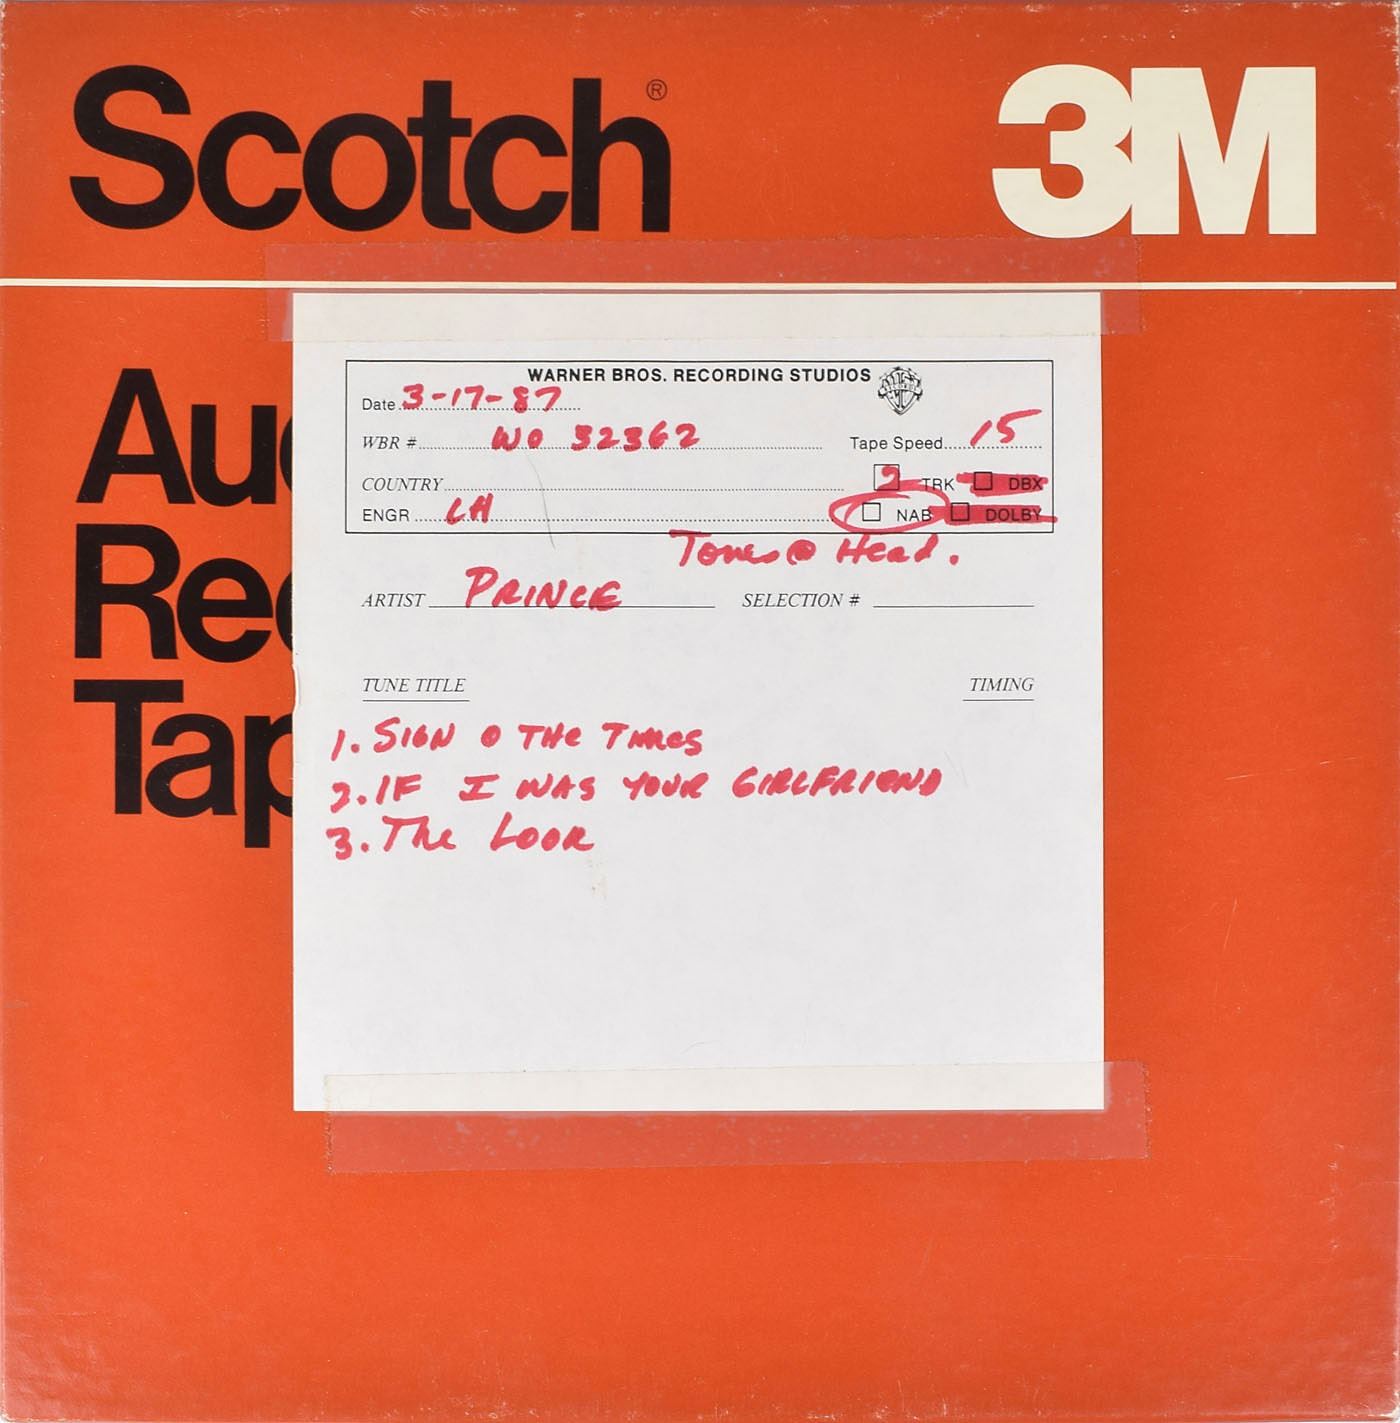 Scotch ® 3M
Au
Re
Tap
WARNER BROS. RECORDING STUDIOS
Date 3-17-87
WBR # WO 32362 Tape Speed 15
COUNTRY 2 TRK DBX
ENGR LH NAB DOLBY
Tones @ Head.
ARTIST PRINCE SELECTION #
TUNE TITLE TIMING
1. SIGN O THE TIMES
2. IF I WAS YOUR GIRLFRIEND
3. The LOOK